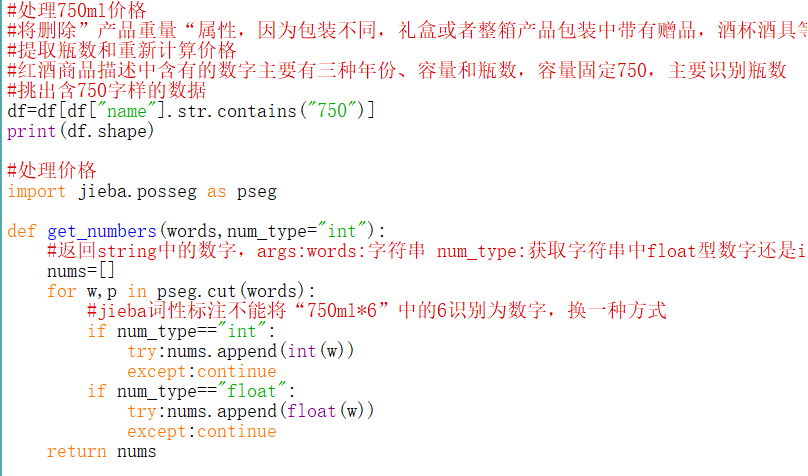 #处理750ml价格
#将删除”产品重量“属性，因为包装不同，礼盒或者整箱产品包装中带有赠品，酒杯酒具等
#提取瓶数和重新计算价格
#红酒商品描述中含有的数字主要有三种年份、容量和瓶数，容量固定750，主要识别瓶数
#挑出含750字样的数据
df=df[df["name"].str.contains("750")]
print(df.shape)
#处理价格
import jieba.posseg as pseg
def get_numbers(words,num_type="int"):
    #返回string中的数字，args:words:字符串 num_type:获取字符串中float型数字还是i
    nums=[]
    for w,p in pseg.cut(words):
        #jieba词性标注不能将“750ml*6”中的6识别为数字，换一种方式
        if num_type=="int":
            try:nums.append(int(w))
            except:continue
        if num_type=="float":
            try:nums.append(float(w))
            except:continue
    return nums